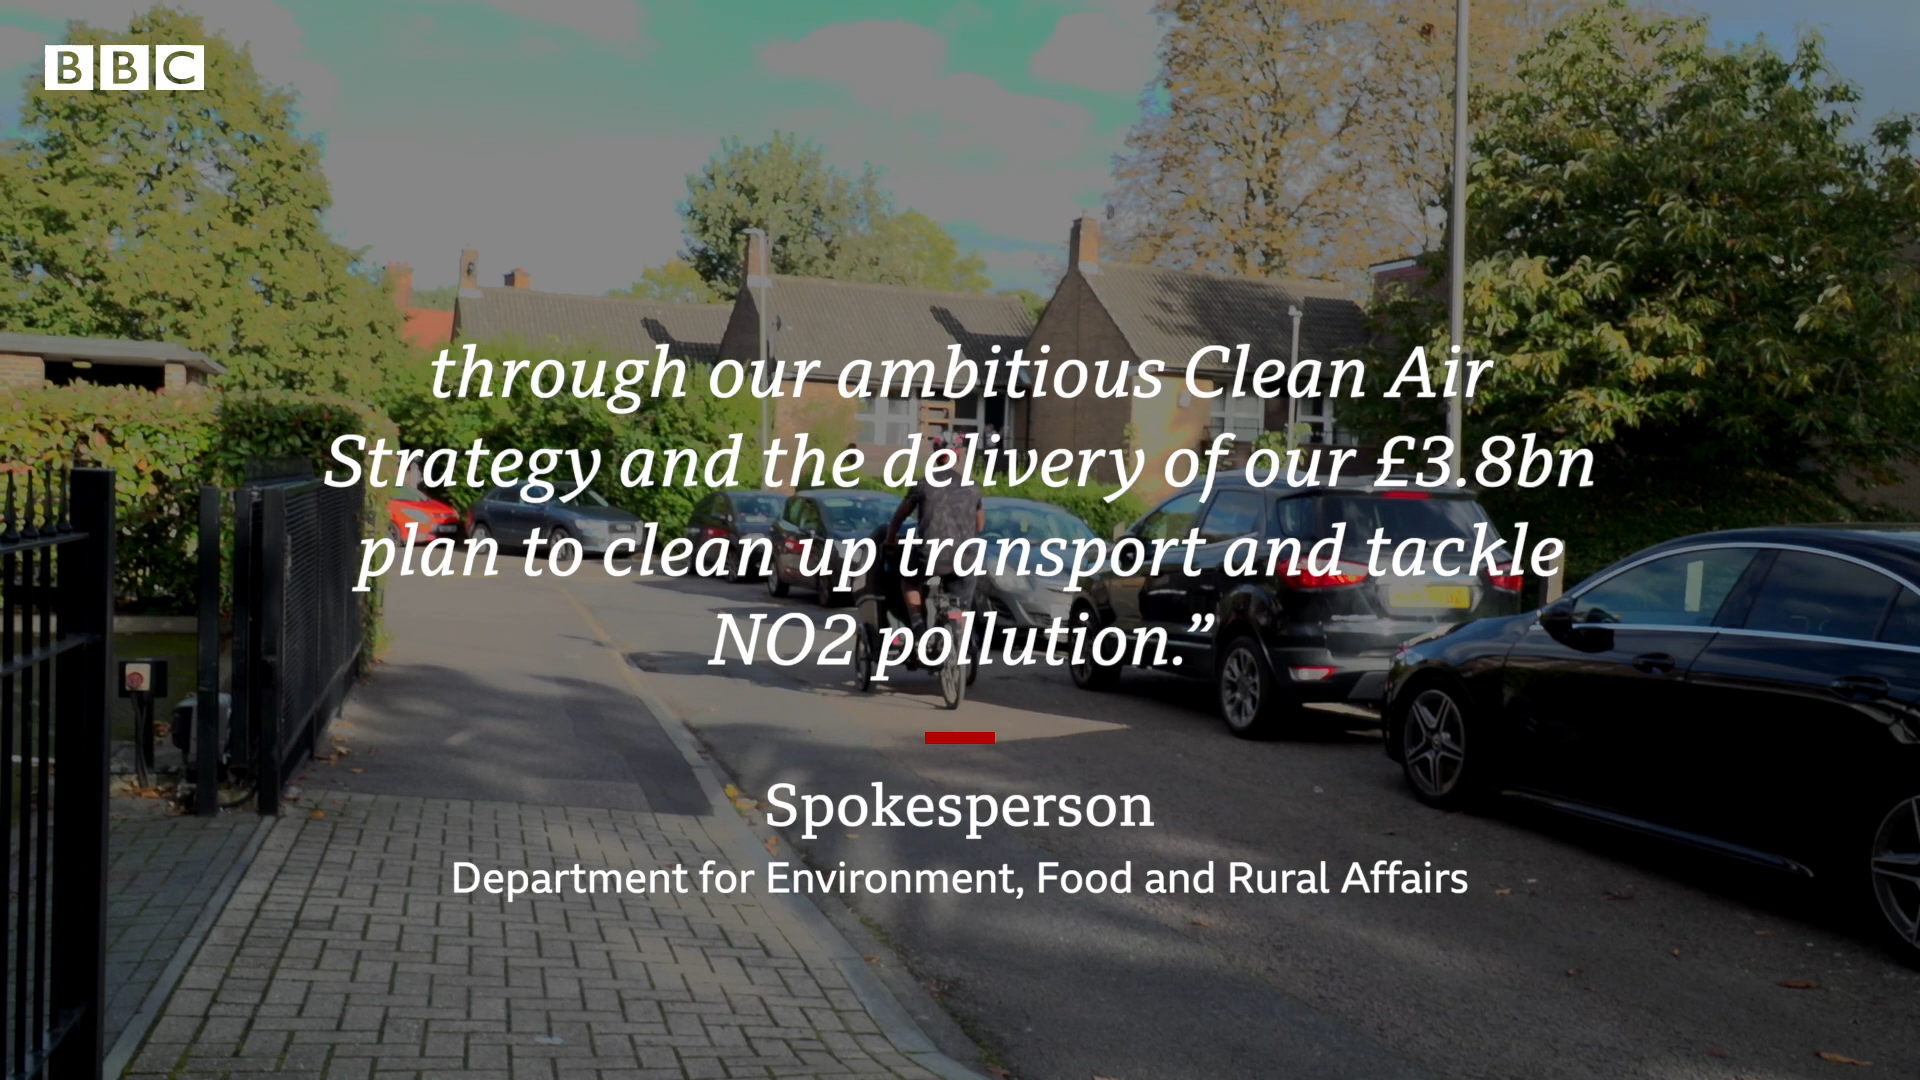 BBC
through our ambitious Clean Air
Strategy and the delivery of our £3.8bn
plan to clean up transport and tackle
NO2 pollution.”
Spokesperson
Department for Environment, Food and Rural Affairs